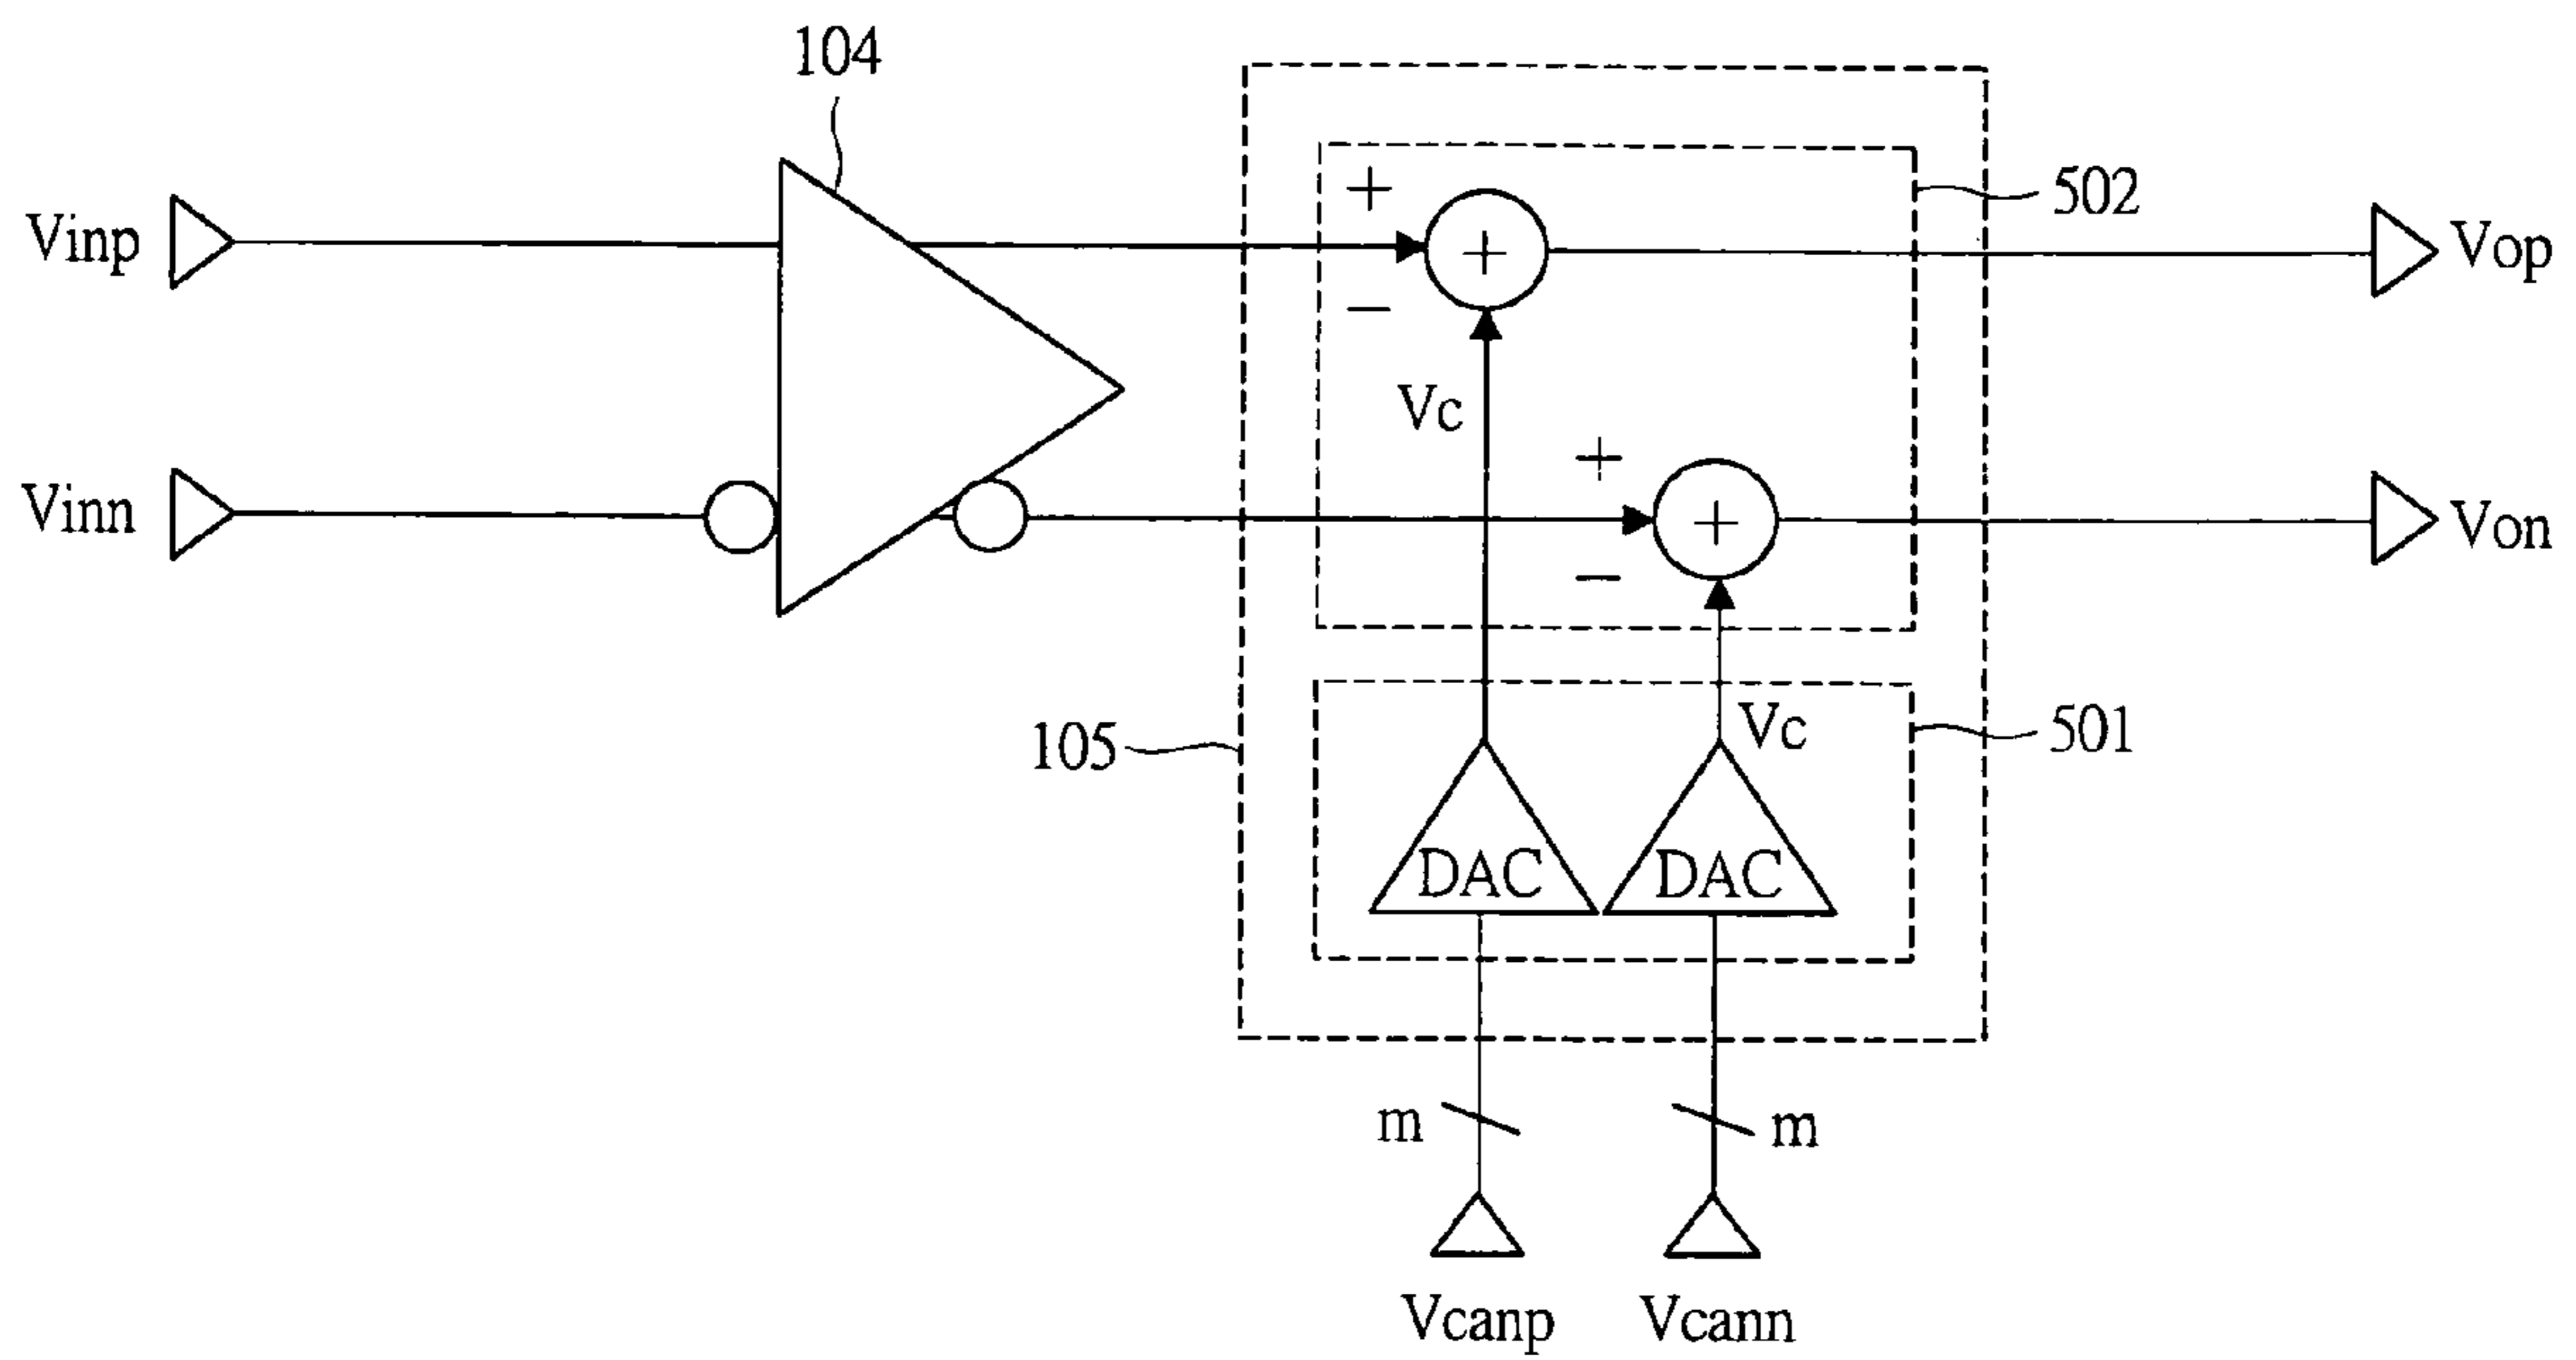 104
Vinp
+
+
−
502
Vop
Vc
Vinn
+
+
−
Von
105
Vc
501
DAC
DAC
m
m
Vcanp
Vcann